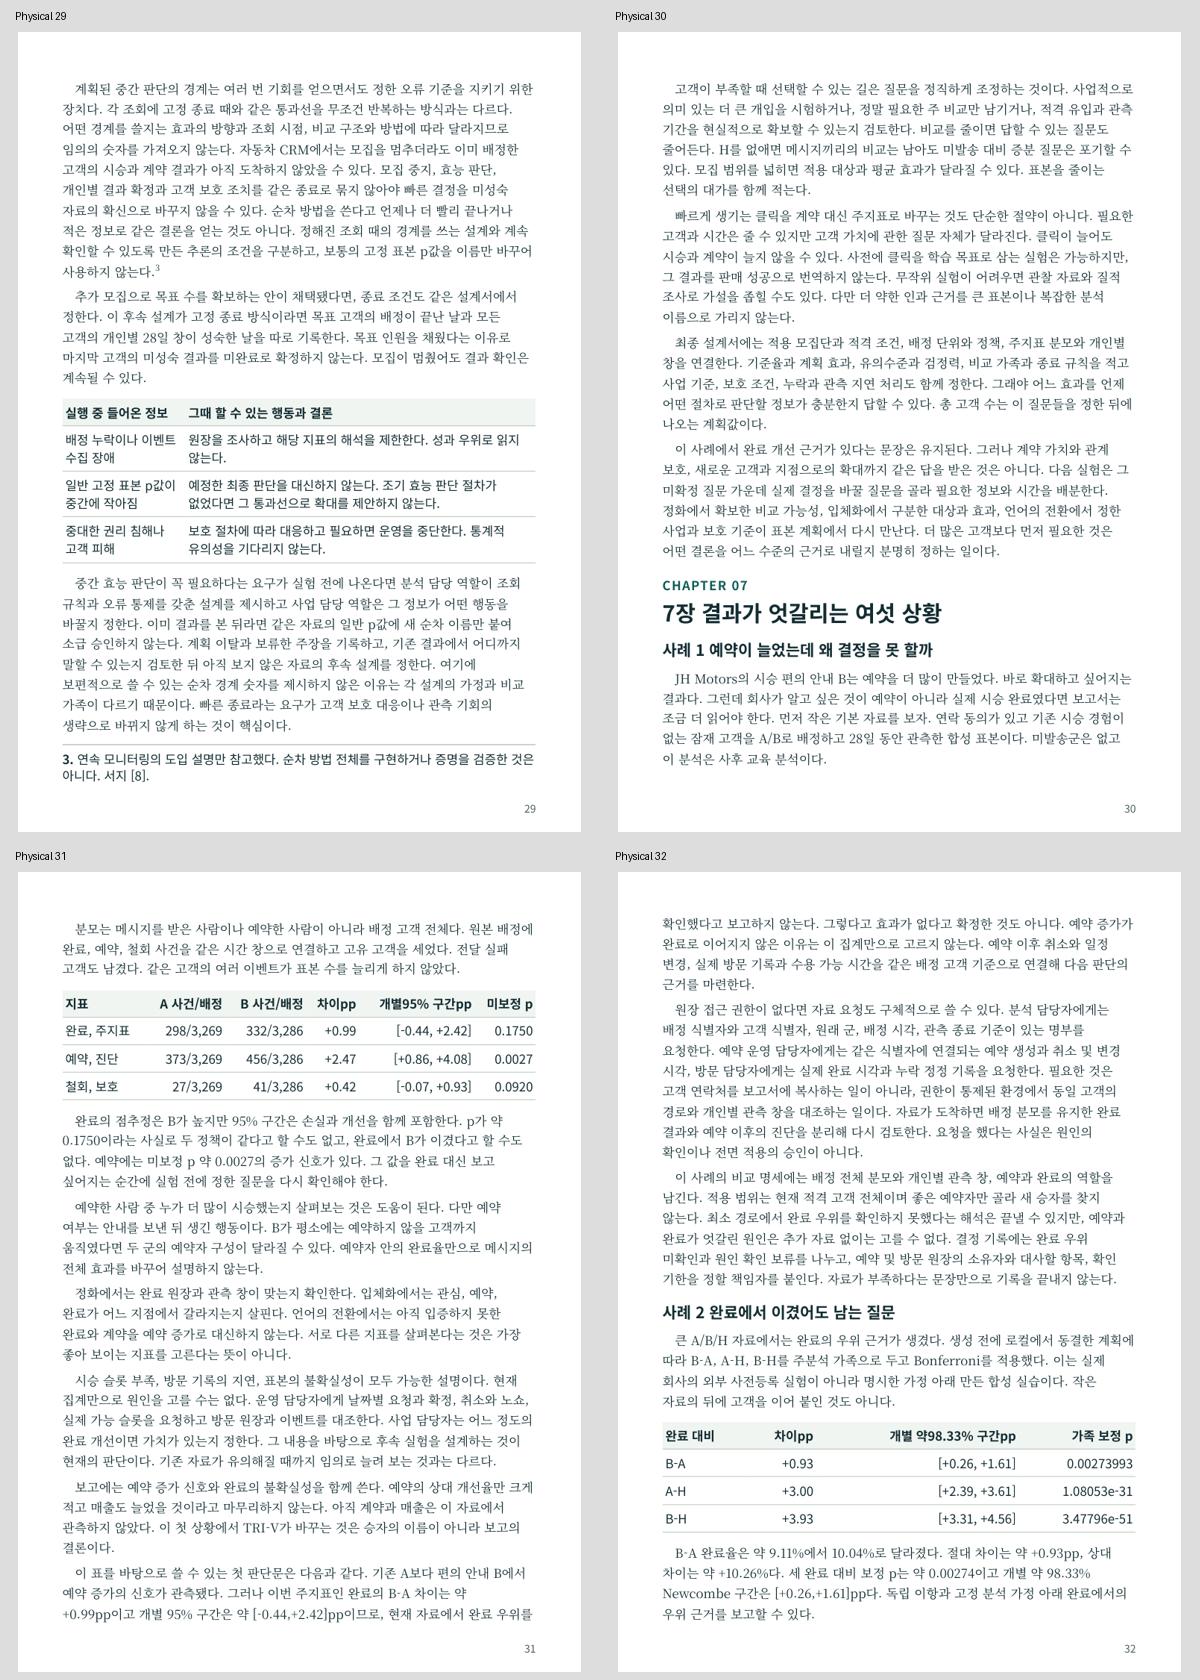 Physical 29
계획된 중간 판단의 경계는 여러 번 기회를 얻으면서도 정한 오류 기준을 지키기 위한
장치다. 각 조회에 고정 종료 때와 같은 통과선을 무조건 반복하는 방식과는 다르다.
어떤 경계를 쓸지는 효과의 방향과 조회 시점, 비교 구조와 방법에 따라 달라지므로
임의의 숫자를 가져오지 않는다. 자동차 CRM에서는 모집을 멈추더라도 이미 배정한
고객의 시승과 계약 결과가 아직 도착하지 않았을 수 있다. 모집 중지, 효능 판단,
개인별 결과 확정과 고객 보호 조치를 같은 종료로 묶지 않아야 빠른 결정을 미성숙
자료의 확신으로 바꾸지 않을 수 있다. 순차 방법을 쓴다고 언제나 더 빨리 끝나거나
적은 정보로 같은 결론을 얻는 것도 아니다. 정해진 조회 때의 경계를 쓰는 설계와 계속
확인할 수 있도록 만든 추론의 조건을 구분하고, 보통의 고정 표본 p값을 이름만 바꾸어
사용하지 않는다.3
추가 모집으로 목표 수를 확보하는 안이 채택됐다면, 종료 조건도 같은 설계서에서
정한다. 이 후속 설계가 고정 종료 방식이라면 목표 고객의 배정이 끝난 날과 모든
고객의 개인별 28일 창이 성숙한 날을 따로 기록한다. 목표 인원을 채웠다는 이유로
마지막 고객의 미성숙 결과를 미완료로 확정하지 않는다. 모집이 멈췄어도 결과 확인은
계속될 수 있다.
실행 중 들어온 정보 그때 할 수 있는 행동과 결론
배정 누락이나 이벤트 수집 장애 원장을 조사하고 해당 지표의 해석을 제한한다. 성과 우위로 읽지 않는다.
일반 고정 표본 p값이 중간에 작아짐 예정한 최종 판단을 대신하지 않는다. 조기 효능 판단 절차가 없었다면 그 통과선으로 확대를 제안하지 않는다.
중대한 권리 침해나 고객 피해 보호 절차에 따라 대응하고 필요하면 운영을 중단한다. 통계적 유의성을 기다리지 않는다.
중간 효능 판단이 꼭 필요하다는 요구가 실험 전에 나온다면 분석 담당 역할이 조회
규칙과 오류 통제를 갖춘 설계를 제시하고 사업 담당 역할은 그 정보가 어떤 행동을
바꿀지 정한다. 이미 결과를 본 뒤라면 같은 자료의 일반 p값에 새 순차 이름만 붙여
소급 승인하지 않는다. 계획 이탈과 보류한 주장을 기록하고, 기존 결과에서 어디까지
말할 수 있는지 검토한 뒤 아직 보지 않은 자료의 후속 설계를 정한다. 여기에
보편적으로 쓸 수 있는 순차 경계 숫자를 제시하지 않은 이유는 각 설계의 가정과 비교
가족이 다르기 때문이다. 빠른 종료라는 요구가 고객 보호 대응이나 관측 기회의
생략으로 바뀌지 않게 하는 것이 핵심이다.
3. 연속 모니터링의 도입 설명만 참고했다. 순차 방법 전체를 구현하거나 증명을 검증한 것은
아니다. 서지 [8].
29
Physical 30
고객이 부족할 때 선택할 수 있는 길은 질문을 정직하게 조정하는 것이다. 사업적으로
의미 있는 더 큰 개입을 시험하거나, 정말 필요한 주 비교만 남기거나, 적격 유입과 관측
기간을 현실적으로 확보할 수 있는지 검토한다. 비교를 줄이면 답할 수 있는 질문도
줄어든다. H를 없애면 메시지끼리의 비교는 남아도 미발송 대비 증분 질문은 포기할 수
있다. 모집 범위를 넓히면 적용 대상과 평균 효과가 달라질 수 있다. 표본을 줄이는
선택의 대가를 함께 적는다.
빠르게 생기는 클릭을 계약 대신 주지표로 바꾸는 것도 단순한 절약이 아니다. 필요한
고객과 시간은 줄 수 있지만 고객 가치에 관한 질문 자체가 달라진다. 클릭이 늘어도
시승과 계약이 늘지 않을 수 있다. 사전에 클릭을 학습 목표로 삼는 실험은 가능하지만,
그 결과를 판매 성공으로 번역하지 않는다. 무작위 실험이 어려우면 관찰 자료와 질적
조사로 가설을 좁힐 수도 있다. 다만 더 약한 인과 근거를 큰 표본이나 복잡한 분석
이름으로 가리지 않는다.
최종 설계서에는 적용 모집단과 적격 조건, 배정 단위와 정책, 주지표 분모와 개인별
창을 연결한다. 기준율과 계획 효과, 유의수준과 검정력, 비교 가족과 종료 규칙을 적고
사업 기준, 보호 조건, 누락과 관측 지연 처리도 함께 정한다. 그래야 어느 효과를 언제
어떤 절차로 판단할 정보가 충분한지 답할 수 있다. 총 고객 수는 이 질문들을 정한 뒤에
나오는 계획값이다.
이 사례에서 완료 개선 근거가 있다는 문장은 유지된다. 그러나 계약 가치와 관계
보호, 새로운 고객과 지점으로의 확대까지 같은 답을 받은 것은 아니다. 다음 실험은 그
미확정 질문 가운데 실제 결정을 바꿀 질문을 골라 필요한 정보와 시간을 배분한다.
정화에서 확보한 비교 가능성, 입체화에서 구분한 대상과 효과, 언어의 전환에서 정한
사업과 보호 기준이 표본 계획에서 다시 만난다. 더 많은 고객보다 먼저 필요한 것은
어떤 결론을 어느 수준의 근거로 내릴지 분명히 정하는 일이다.
CHAPTER 07
7장 결과가 엇갈리는 여섯 상황
사례 1 예약이 늘었는데 왜 결정을 못 할까
JH Motors의 시승 편의 안내 B는 예약을 더 많이 만들었다. 바로 확대하고 싶어지는
결과다. 그런데 회사가 알고 싶은 것이 예약이 아니라 실제 시승 완료였다면 보고서는
조금 더 읽어야 한다. 먼저 작은 기본 자료를 보자. 연락 동의가 있고 기존 시승 경험이
없는 잠재 고객을 A/B로 배정하고 28일 동안 관측한 합성 표본이다. 미발송군은 없고
이 분석은 사후 교육 분석이다.
30
Physical 31
분모는 메시지를 받은 사람이나 예약한 사람이 아니라 배정 고객 전체다. 원본 배정에
완료, 예약, 철회 사건을 같은 시간 창으로 연결하고 고유 고객을 세었다. 전달 실패
고객도 남겼다. 같은 고객의 여러 이벤트가 표본 수를 늘리게 하지 않았다.
지표 A 사건/배정 B 사건/배정 차이pp 개별95% 구간pp 미보정 p
완료, 주지표 298/3,269 332/3,286 +0.99 [-0.44, +2.42] 0.1750
예약, 진단 373/3,269 456/3,286 +2.47 [+0.86, +4.08] 0.0027
철회, 보호 27/3,269 41/3,286 +0.42 [-0.07, +0.93] 0.0920
완료의 점추정은 B가 높지만 95% 구간은 손실과 개선을 함께 포함한다. p가 약
0.1750이라는 사실로 두 정책이 같다고 할 수도 없고, 완료에서 B가 이겼다고 할 수도
없다. 예약에는 미보정 p 약 0.0027의 증가 신호가 있다. 그 값을 완료 대신 보고
싶어지는 순간에 실험 전에 정한 질문을 다시 확인해야 한다.
예약한 사람 중 누가 더 많이 시승했는지 살펴보는 것은 도움이 된다. 다만 예약
여부는 안내를 보낸 뒤 생긴 행동이다. B가 평소에는 예약하지 않을 고객까지
움직였다면 두 군의 예약자 구성이 달라질 수 있다. 예약자 안의 완료율만으로 메시지의
전체 효과를 바꾸어 설명하지 않는다.
정화에서는 완료 원장과 관측 창이 맞는지 확인한다. 입체화에서는 관심, 예약,
완료가 어느 지점에서 갈라지는지 살핀다. 언어의 전환에서는 아직 입증하지 못한
완료와 계약을 예약 증가로 대신하지 않는다. 서로 다른 지표를 살펴본다는 것은 가장
좋아 보이는 지표를 고른다는 뜻이 아니다.
시승 슬롯 부족, 방문 기록의 지연, 표본의 불확실성이 모두 가능한 설명이다. 현재
집계만으로 원인을 고를 수는 없다. 운영 담당자에게 날짜별 요청과 확정, 취소와 노쇼,
실제 가능 슬롯을 요청하고 방문 원장과 이벤트를 대조한다. 사업 담당자는 어느 정도의
완료 개선이면 가치가 있는지 정한다. 그 내용을 바탕으로 후속 실험을 설계하는 것이
현재의 판단이다. 기존 자료가 유의해질 때까지 임의로 늘려 보는 것과는 다르다.
보고에는 예약 증가 신호와 완료의 불확실성을 함께 쓴다. 예약의 상대 개선율만 크게
적고 매출도 늘었을 것이라고 마무리하지 않는다. 아직 계약과 매출은 이 자료에서
관측하지 않았다. 이 첫 상황에서 TRI-V가 바꾸는 것은 승자의 이름이 아니라 보고의
결론이다.
이 표를 바탕으로 쓸 수 있는 첫 판단문은 다음과 같다. 기존 A보다 편의 안내 B에서
예약 증가의 신호가 관측됐다. 그러나 이번 주지표인 완료의 B-A 차이는 약
+0.99pp이고 개별 95% 구간은 약 [-0.44,+2.42]pp이므로, 현재 자료에서 완료 우위를
31
Physical 32
확인했다고 보고하지 않는다. 그렇다고 효과가 없다고 확정한 것도 아니다. 예약 증가가
완료로 이어지지 않은 이유는 이 집계만으로 고르지 않는다. 예약 이후 취소와 일정
변경, 실제 방문 기록과 수용 가능 시간을 같은 배정 고객 기준으로 연결해 다음 판단의
근거를 마련한다.
원장 접근 권한이 없다면 자료 요청도 구체적으로 쓸 수 있다. 분석 담당자에게는
배정 식별자와 고객 식별자, 원래 군, 배정 시각, 관측 종료 기준이 있는 명부를
요청한다. 예약 운영 담당자에게는 같은 식별자에 연결되는 예약 생성과 취소 및 변경
시각, 방문 담당자에게는 실제 완료 시각과 누락 정정 기록을 요청한다. 필요한 것은
고객 연락처를 보고서에 복사하는 일이 아니라, 권한이 통제된 환경에서 동일 고객의
경로와 개인별 관측 창을 대조하는 일이다. 자료가 도착하면 배정 분모를 유지한 완료
결과와 예약 이후의 진단을 분리해 다시 검토한다. 요청을 했다는 사실은 원인의
확인이나 전면 적용의 승인이 아니다.
이 사례의 비교 명세에는 배정 전체 분모와 개인별 관측 창, 예약과 완료의 역할을
남긴다. 적용 범위는 현재 적격 고객 전체이며 좋은 예약자만 골라 새 승자를 찾지
않는다. 최소 경로에서 완료 우위를 확인하지 못했다는 해석은 끝낼 수 있지만, 예약과
완료가 엇갈린 원인은 추가 자료 없이는 고를 수 없다. 결정 기록에는 완료 우위
미확인과 원인 확인 보류를 나누고, 예약 및 방문 원장의 소유자와 대사할 항목, 확인
기한을 정할 책임자를 붙인다. 자료가 부족하다는 문장만으로 기록을 끝내지 않는다.
사례 2 완료에서 이겼어도 남는 질문
큰 A/B/H 자료에서는 완료의 우위 근거가 생겼다. 생성 전에 로컬에서 동결한 계획에
따라 B-A, A-H, B-H를 주분석 가족으로 두고 Bonferroni를 적용했다. 이는 실제
회사의 외부 사전등록 실험이 아니라 명시한 가정 아래 만든 합성 실습이다. 작은
자료의 뒤에 고객을 이어 붙인 것도 아니다.
완료 대비 차이pp 개별 약98.33% 구간pp 가족 보정 p
B-A +0.93 [+0.26, +1.61] 0.00273993
A-H +3.00 [+2.39, +3.61] 1.08053e-31
B-H +3.93 [+3.31, +4.56] 3.47796e-51
B-A 완료율은 약 9.11%에서 10.04%로 달라졌다. 절대 차이는 약 +0.93pp, 상대
차이는 약 +10.26%다. 세 완료 대비 보정 p는 약 0.00274이고 개별 약 98.33%
Newcombe 구간은 [+0.26,+1.61]pp다. 독립 이항과 고정 분석 가정 아래 완료에서의
우위 근거를 보고할 수 있다.
32